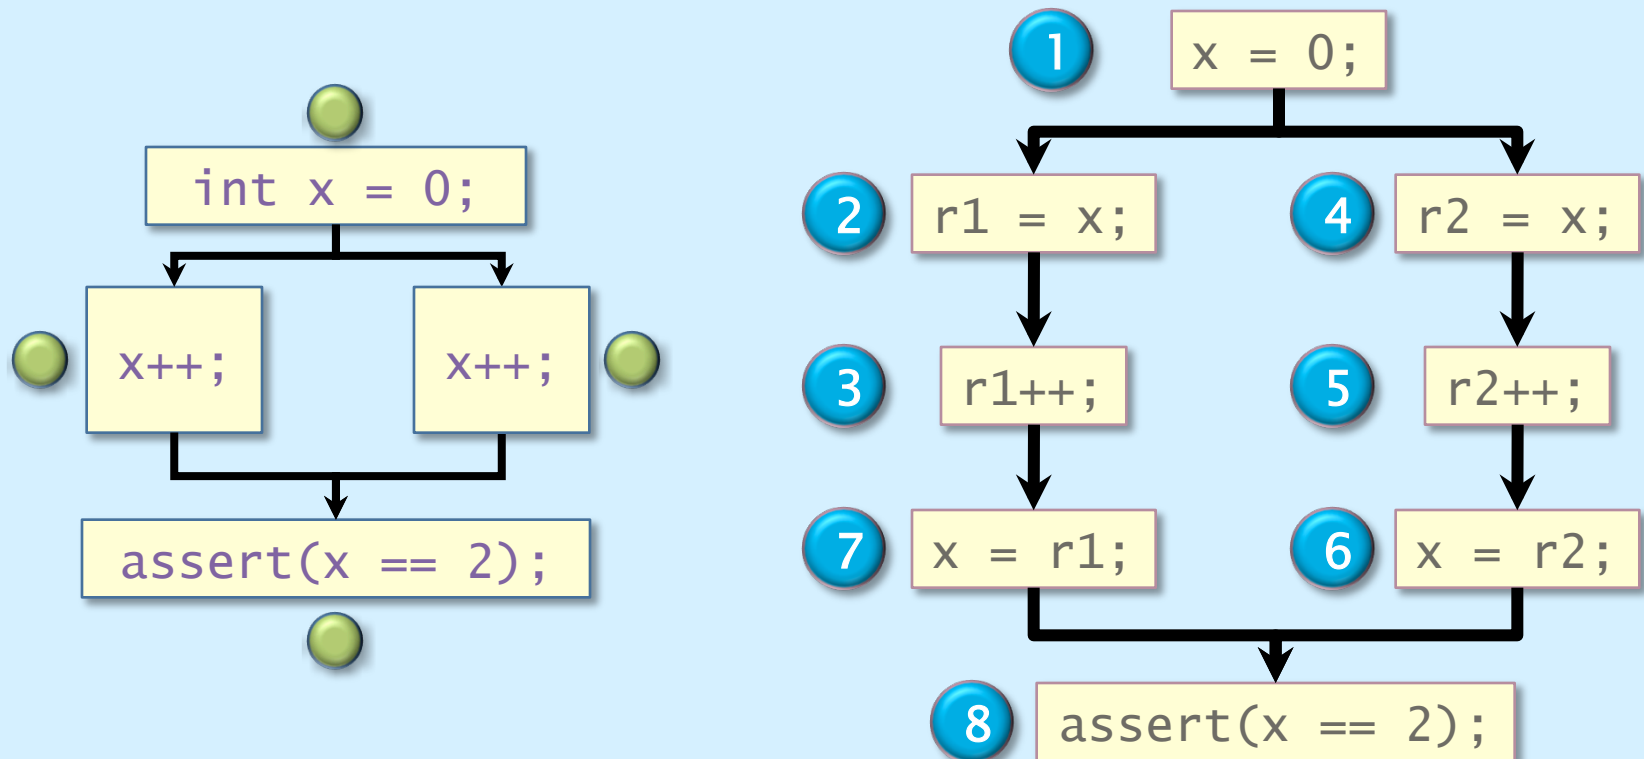 int x = 0;
x++;
x++;
assert(x == 2);
1
x = 0;
2
r1 = x;
4
r2 = x;
3
r1++;
5
r2++;
7
x = r1;
6
x = r2;
8
assert(x == 2);